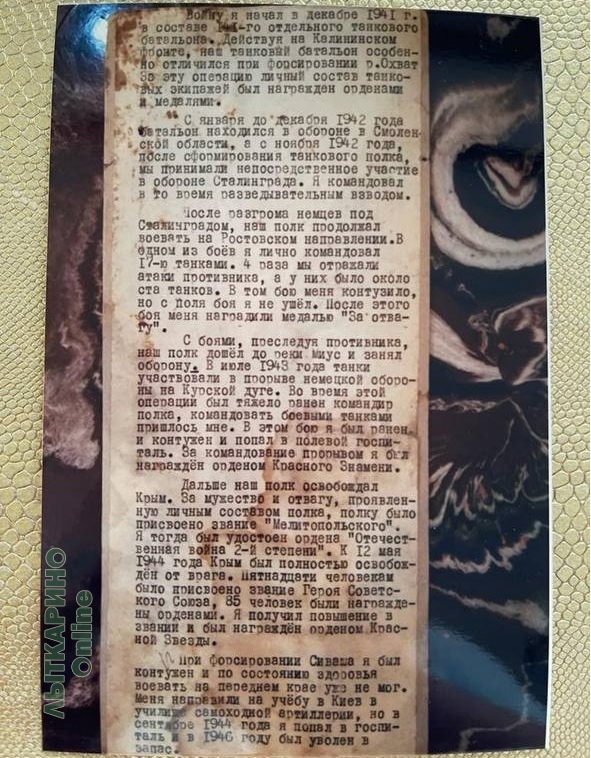 Войну я начал в декабре 1941 г.
в составе 141-го отдельного танкового
батальона. Действуя на Калининском
фронте, наш танковый батальон особен-
но отличился при форсировании р.Охват
За эту операцию личный состав танко-
вых экипажей был награжден орденами
и медалями.
С января до декабря 1942 года
батальон находился в обороне в Смолен-
ской области, а с ноября 1942 года,
после сформирования танкового полка,
мы принимали непосредственное участие
в обороне Сталинграда. Я командовал
в то время разведывательным взводом.
После разгрома немцев под
Сталинградом, наш полк продолжал
воевать на Ростовском направлении.В
одном из боёв я лично командовал
17-ю танками. 4 раза мы отражали
атаки противника, а у них было около
ста танков. В том бою меня контузило,
но с поля боя я не ушёл. После этого
боя меня наградили медалью "За отва-
гу".
С боями, преследуя противника,
наш полк дошёл до реки Миус и занял
оборону. В июле 1943 года танки
участвовали в прорыве немецкой оборо-
ны на Курской дуге. Во время этой
операции был тяжело ранен командир
полка, командовать боевыми танками
пришлось мне. В этом бою я был ранен
и контужен и попал в полевой госпи-
таль. За командование прорывом я был
награждён орденом Красного Знамени.
Дальше наш полк освобождал
Крым. За мужество и отвагу, проявлен-
ную личным составом полка, полку было
присвоено звание "Мелитопольского".
Я тогда был удостоен ордена "Отечест-
венная война 2-й степени". К 12 мая
1944 года Крым был полностью освобож-
дён от врага. Пятнадцати человекам
было присвоено звание Героя Советс-
кого Союза, 85 человек были награжде-
ны орденами. Я получил повышение в
звании и был награждён орденом Крас-
ной Звезды.
При форсировании Сиваша я был
контужен и по состоянию здоровья
воевать на переднем крае уже не мог.
Меня направили на учёбу в Киев в
училище самоходной артиллерии, но в
сентябре 1944 года я попал в госпи-
таль и в 1946 году был уволен в
запас.
ЛЫТКАРИНО
Online